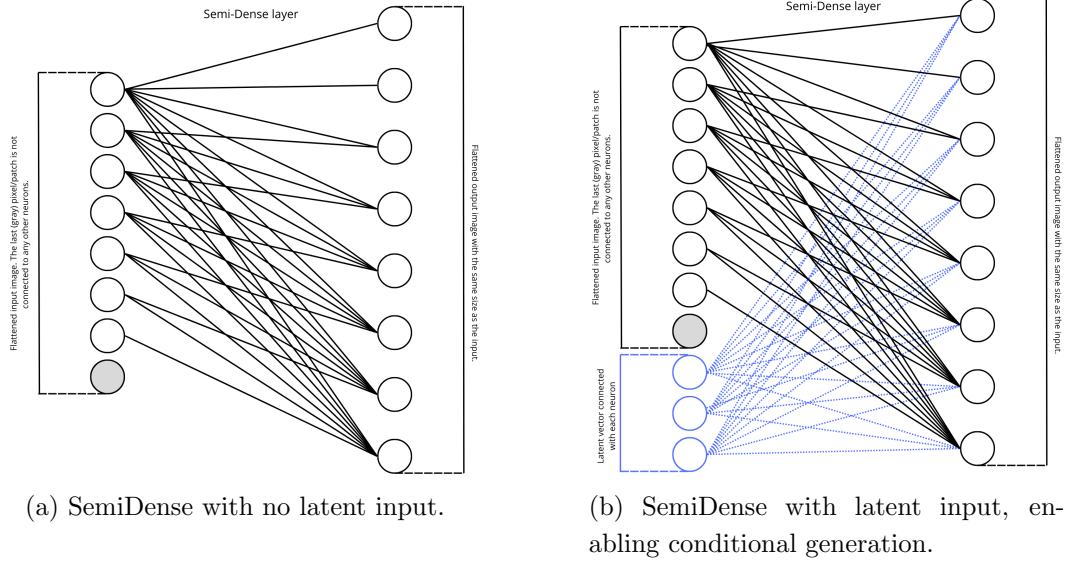 Semi-Dense layer
Flattened input image. The last (gray) pixel/patch is not
connected to any other neurons.
Flattened output image with the same size as the input.
(a) SemiDense with no latent input.
Semi-Dense layer
Flattened input image. The last (gray) pixel/patch is not
connected to any other neurons.
Latent vector connected
with each neuron
Flattened output image with the same size as the input.
(b) SemiDense with latent input, en-
abling conditional generation.